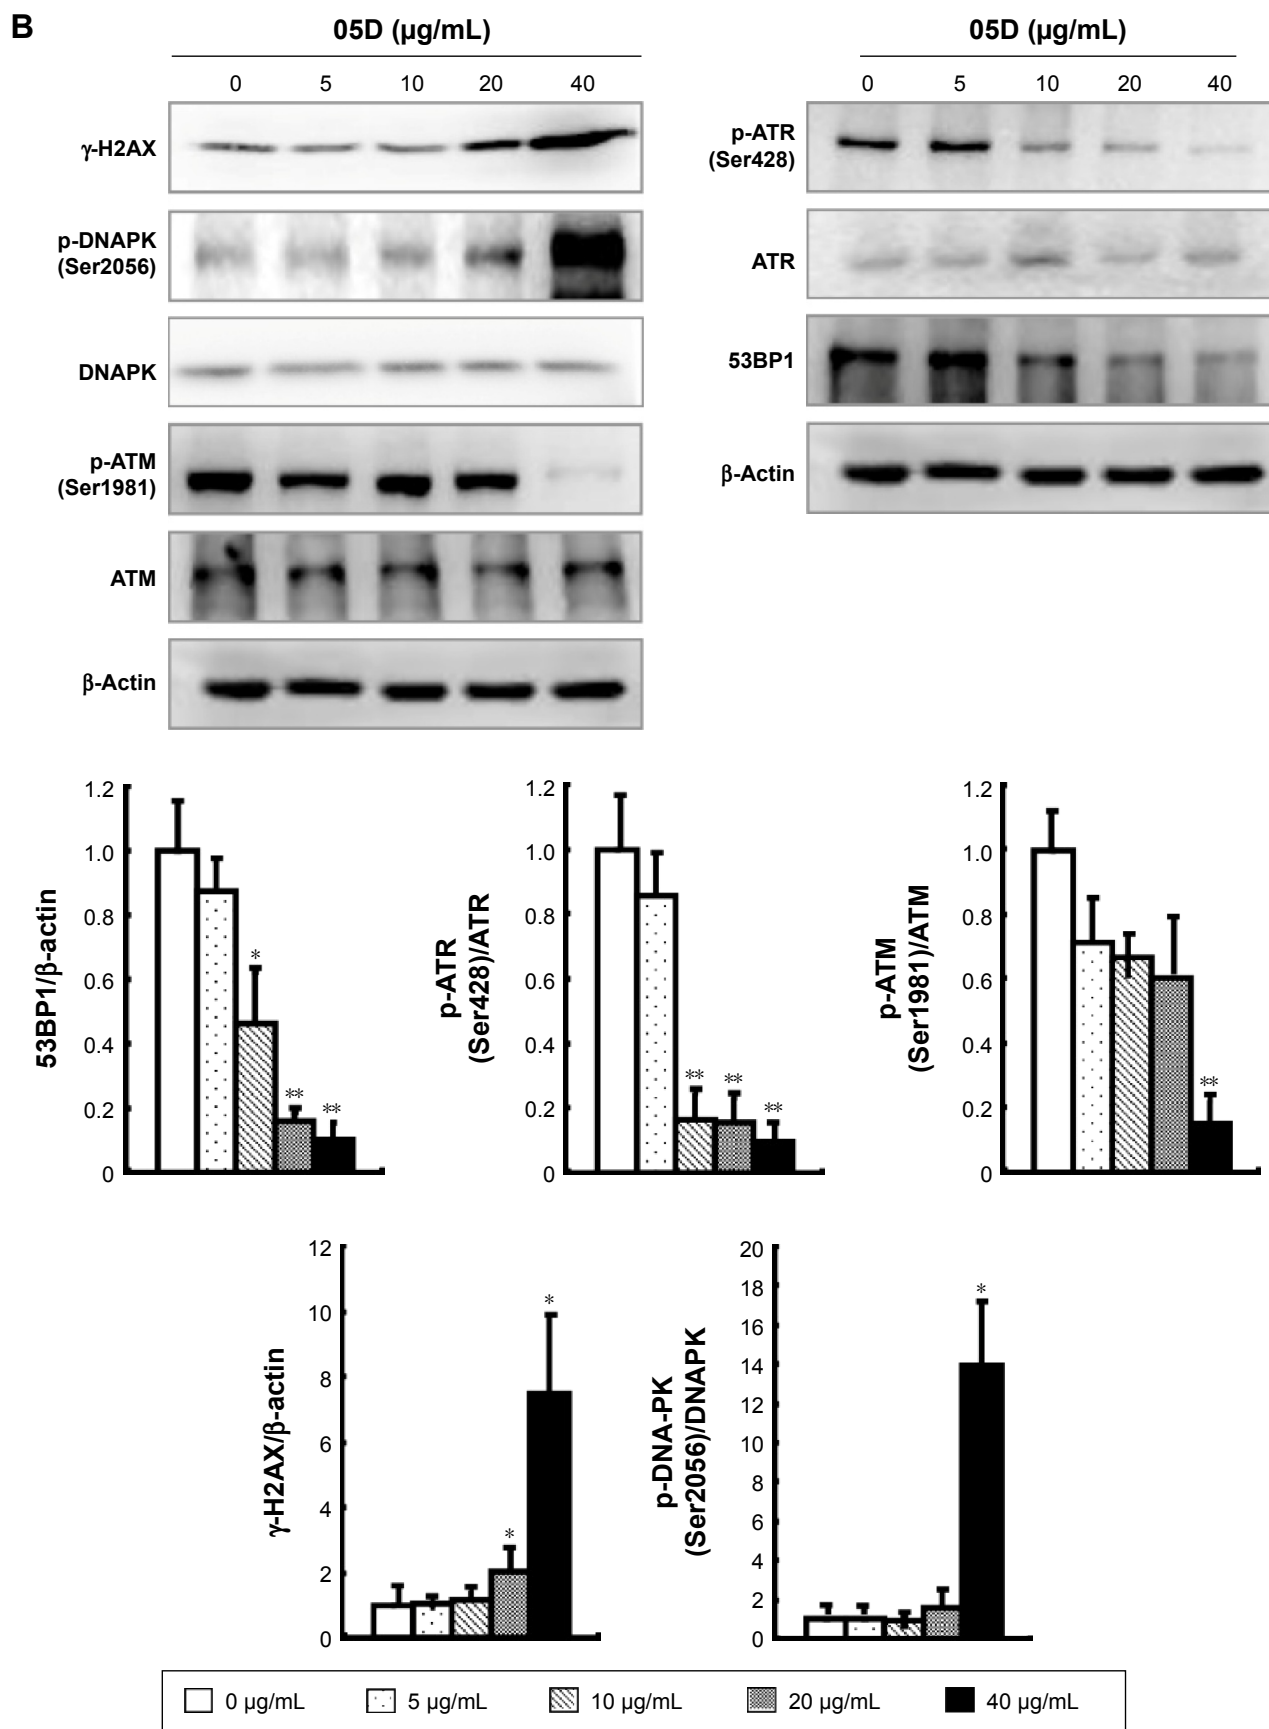 B
05D (µg/mL)
0 5 10 20 40
γ-H2AX
p-DNAPK
(Ser2056)
DNAPK
p-ATM
(Ser1981)
ATM
β-Actin
05D (µg/mL)
0 5 10 20 40
p-ATR
(Ser428)
ATR
53BP1
β-Actin
53BP1/β-actin
1.2
1.0
0.8
0.6
0.4
0.2
0
*
**
**
p-ATR
(Ser428)/ATR
1.2
1.0
0.8
0.6
0.4
0.2
0
**
**
**
p-ATM
(Ser1981)/ATM
1.2
1.0
0.8
0.6
0.4
0.2
0
**
γ-H2AX/β-actin
12
10
8
6
4
2
0
*
*
p-DNA-PK
(Ser2056)/DNAPK
20
18
16
14
12
10
8
6
4
2
0
*
0 µg/mL 5 µg/mL 10 µg/mL 20 µg/mL 40 µg/mL